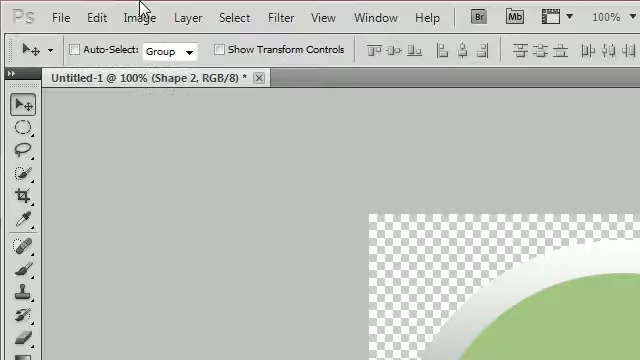 Ps File Edit Image Layer Select Filter View Window Help Br Mb 100%
Auto-Select: Group Show Transform Controls
Untitled-1 @ 100% (Shape 2, RGB/8) *